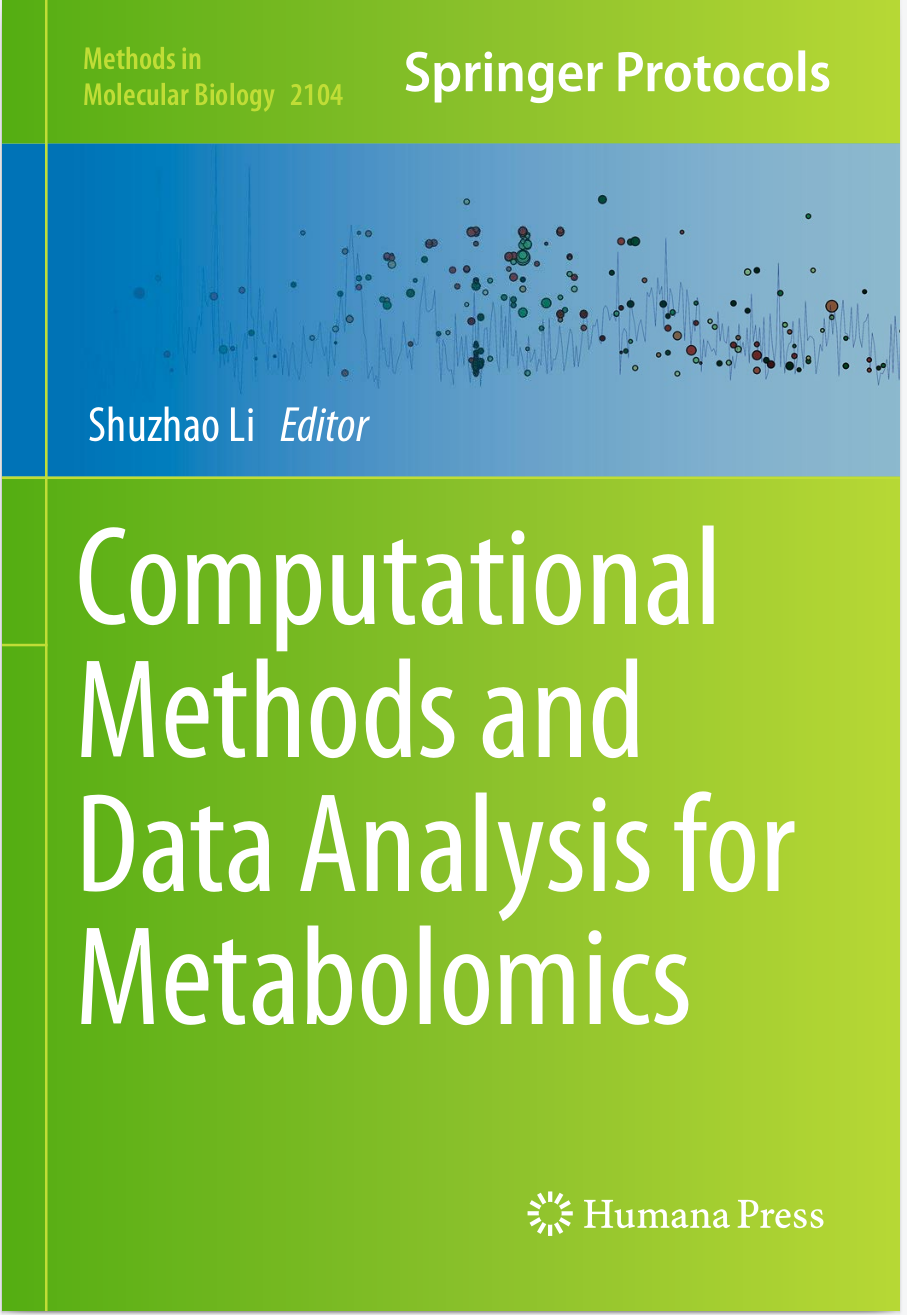 Methods in
Molecular Biology 2104
Springer Protocols
Shuzhao Li Editor
Computational
Methods and
Data Analysis for
Metabolomics
Humana Press